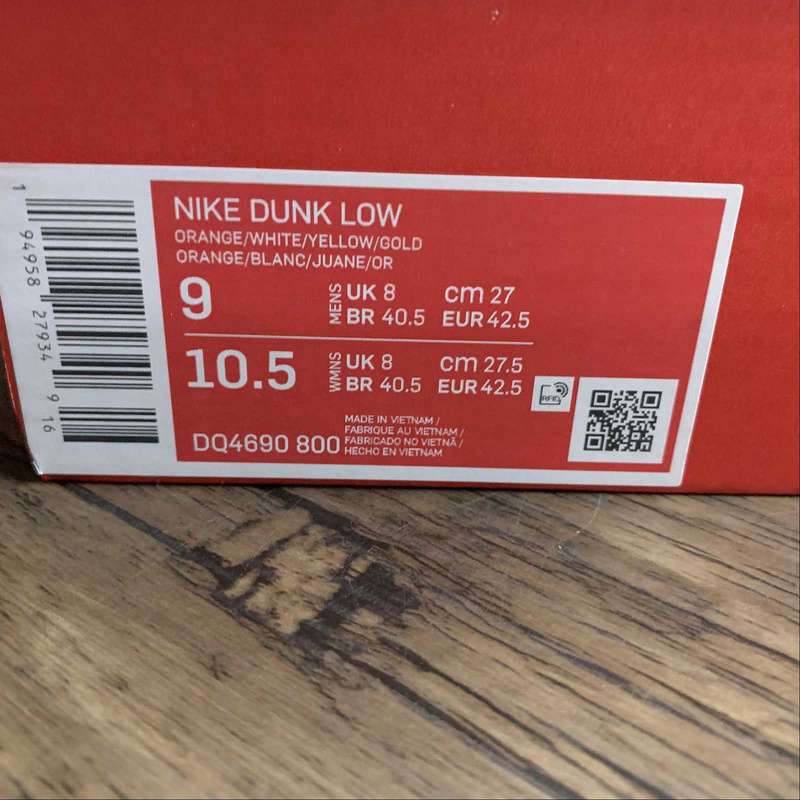 NIKE DUNK LOW
ORANGE/WHITE/YELLOW/GOLD
ORANGE/BLANC/JUANE/OR
9 MENS UK 8 cm 27
BR 40.5 EUR 42.5
10.5 WMNS UK 8 cm 27.5
BR 40.5 EUR 42.5
RFID
DQ4690 800
MADE IN VIETNAM /
FABRIQUE AU VIETNAM /
FABRICADO NO VIETNÃ /
HECHO EN VIETNAM
1 94958 27934 9 16